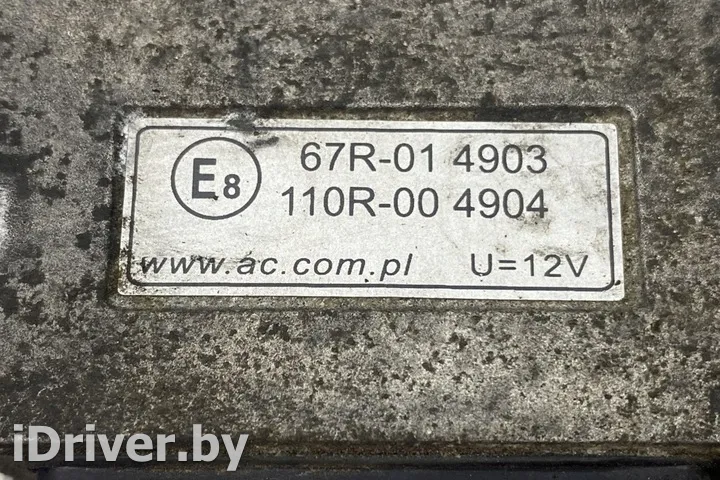 E8
67R-01 4903
110R-00 4904
www.ac.com.pl U=12V
iDriver.by